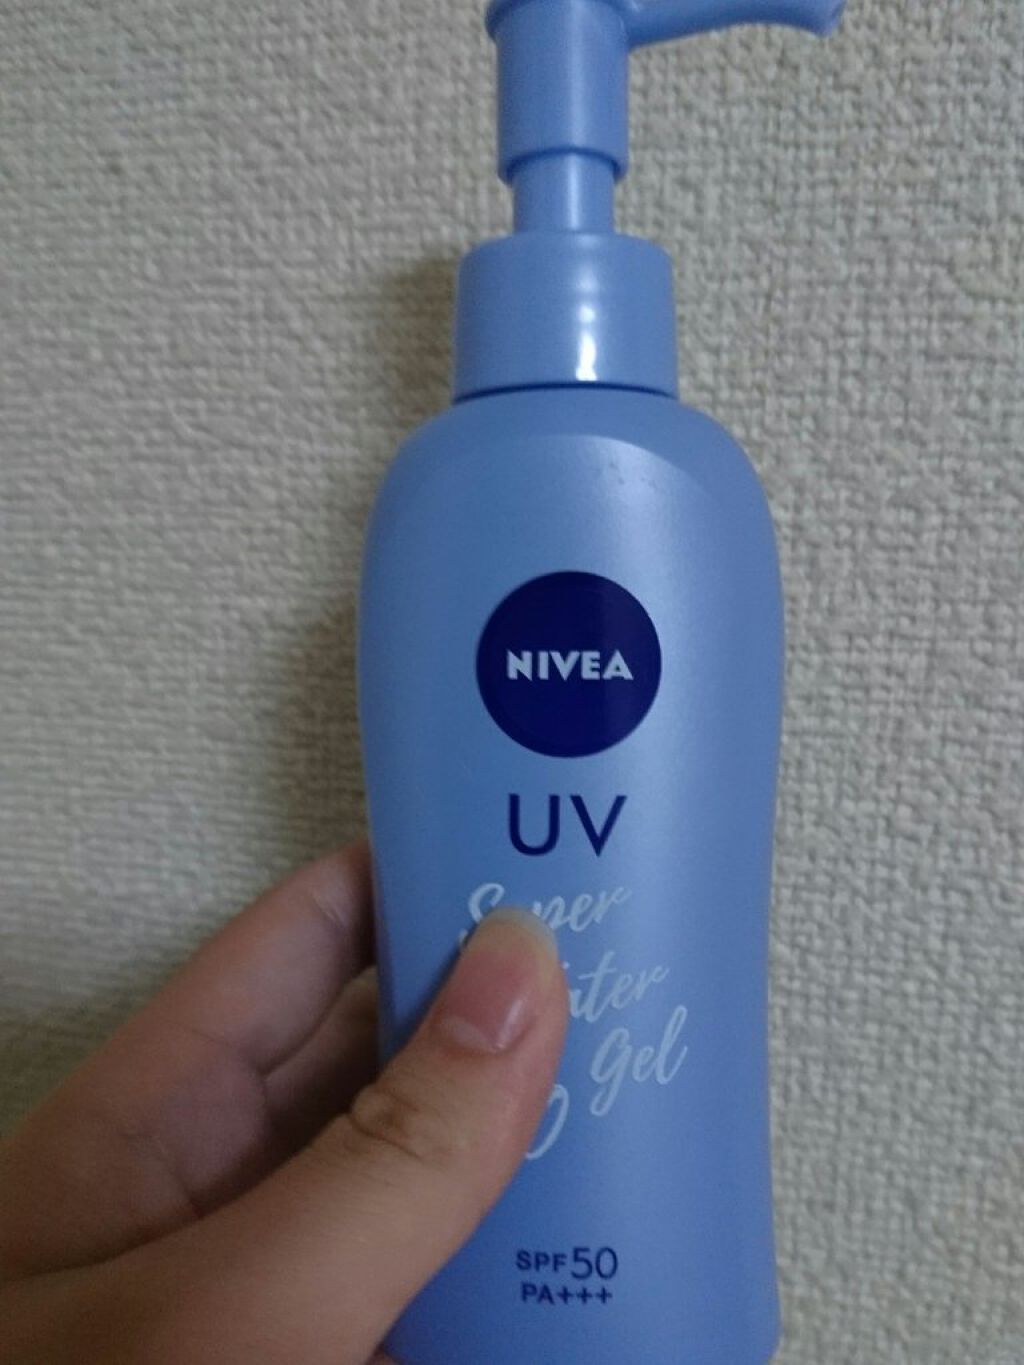 NIVEA
UV
Super
Gel
SPF50
PA+++